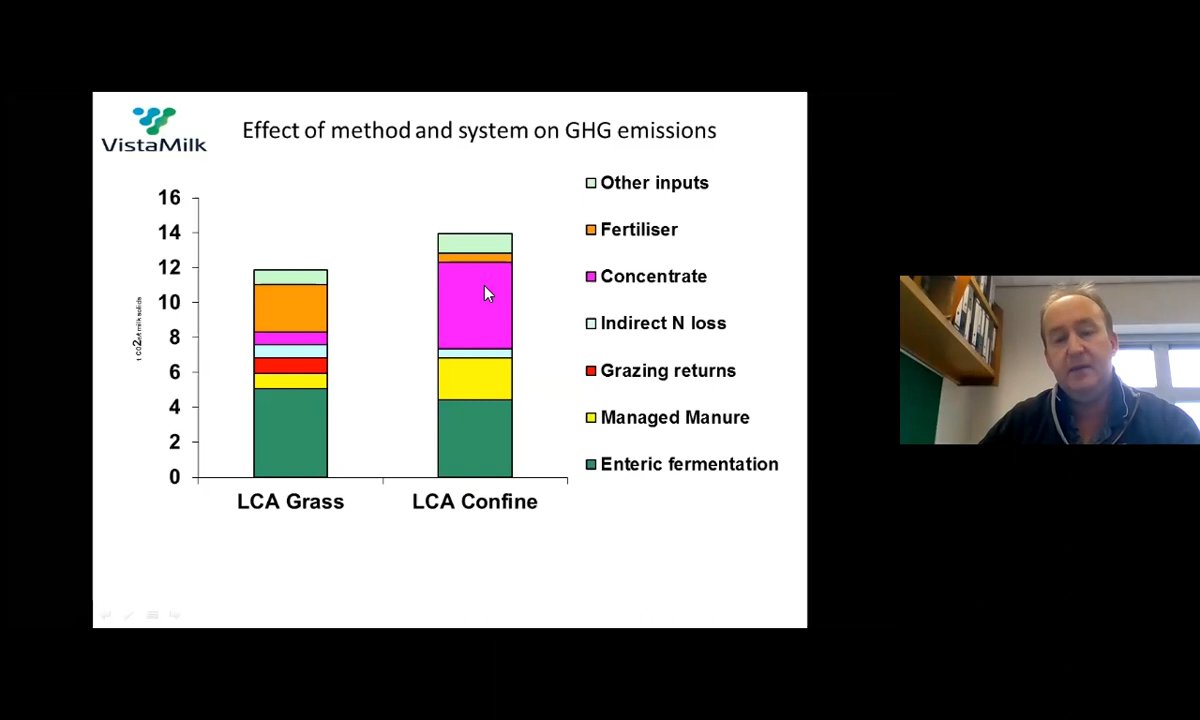 VistaMilk
Effect of method and system on GHG emissions
16
14
12
10
8
6
4
2
0
LCA Grass
LCA Confine
Other inputs
Fertiliser
Concentrate
Indirect N loss
Grazing returns
Managed Manure
Enteric fermentation